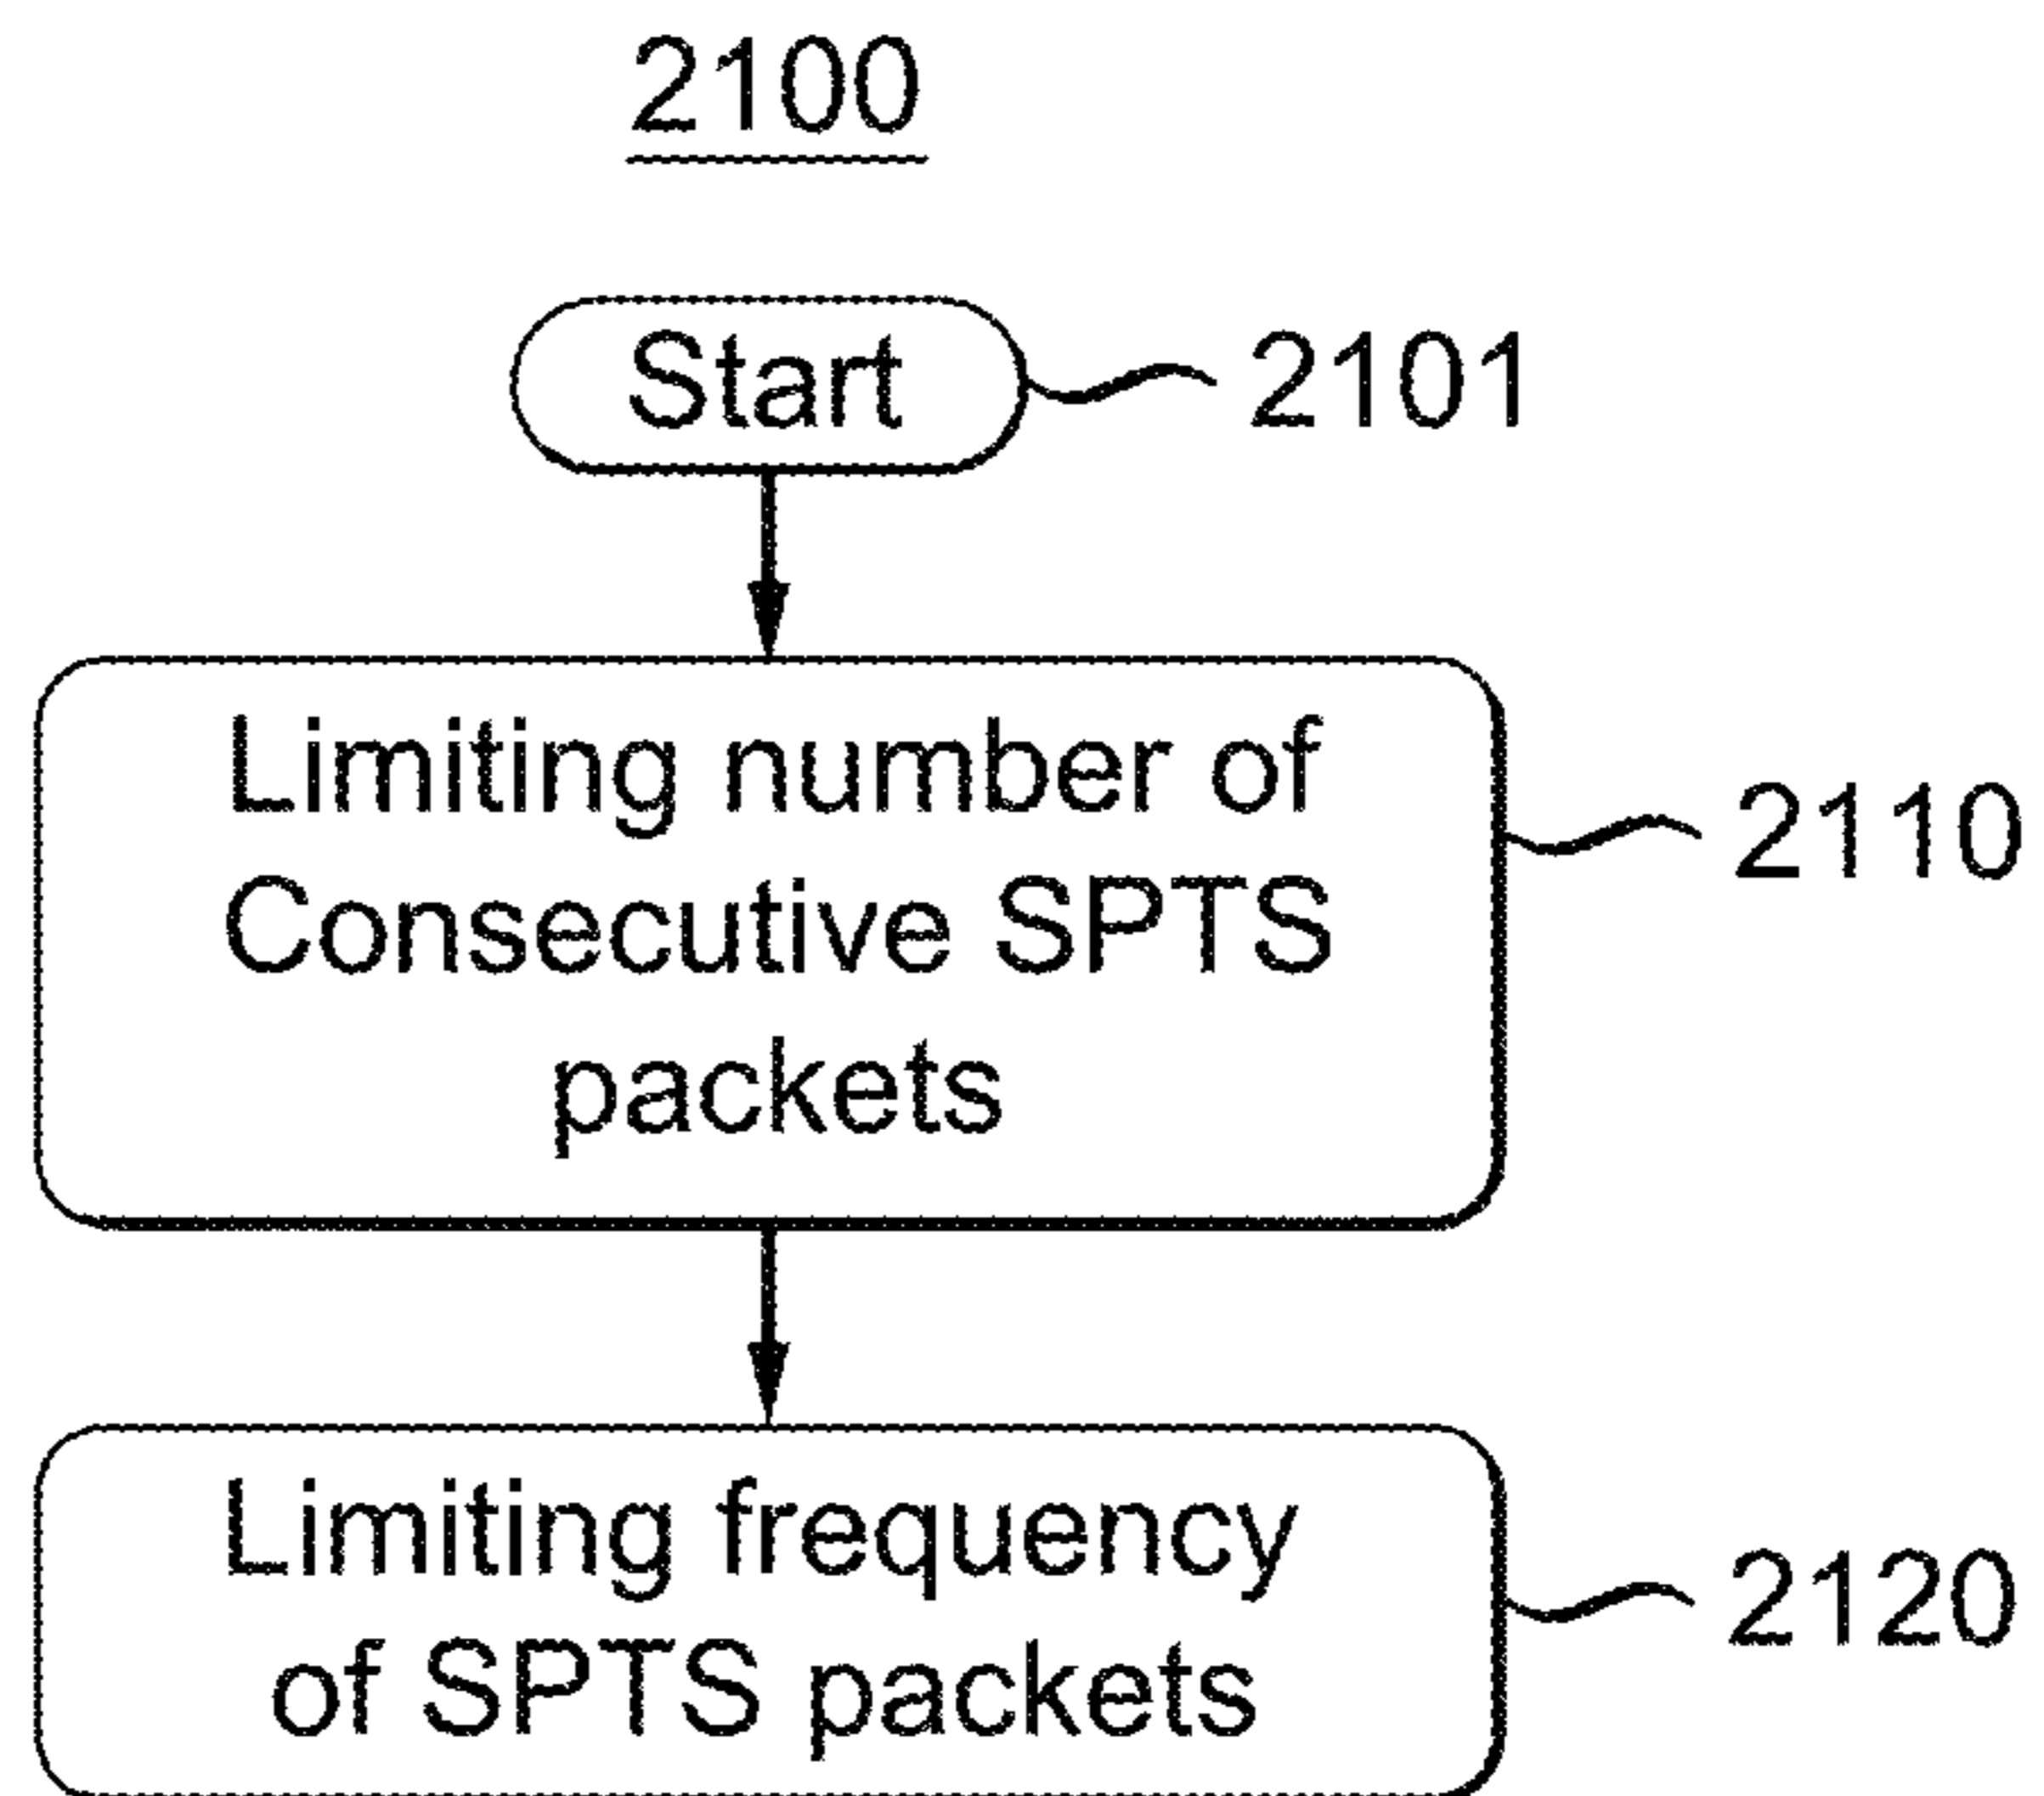 2100
Start
2101
Limiting number of
Consecutive SPTS
packets
2110
Limiting frequency
of SPTS packets
2120